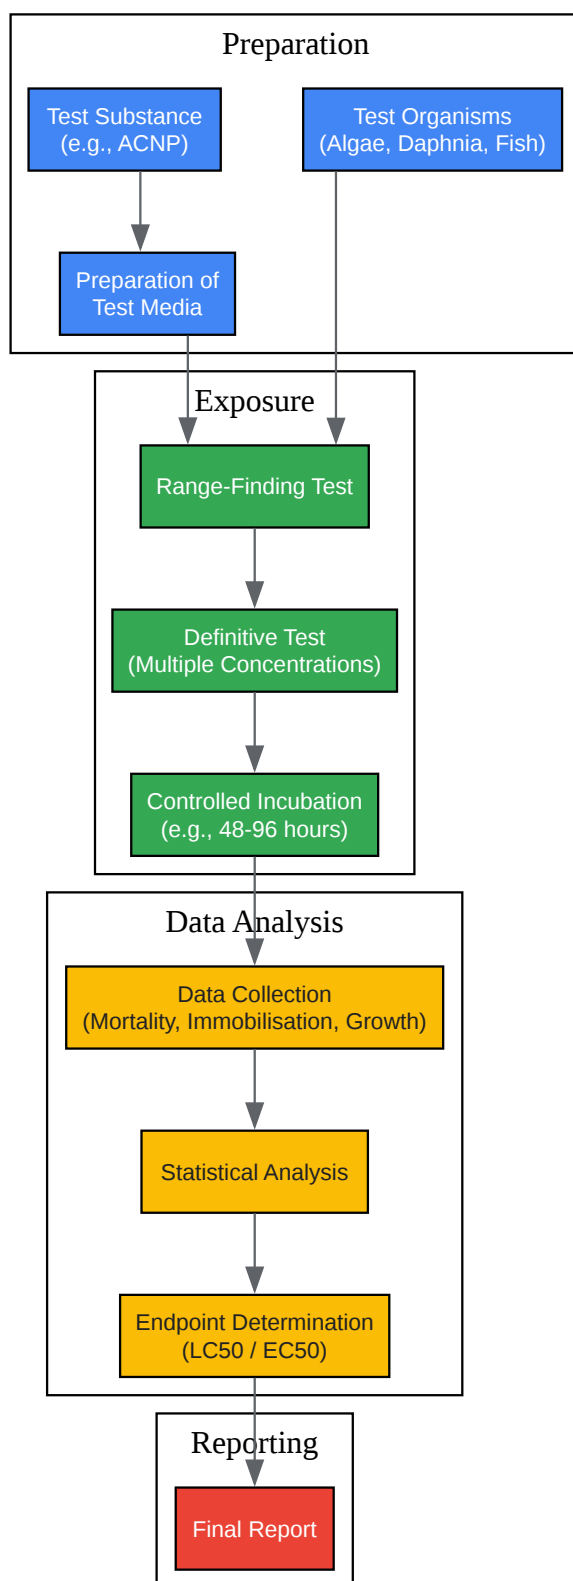 Preparation
Test Substance
(e.g., ACNP)
Test Organisms
(Algae, Daphnia, Fish)
Preparation of
Test Media
Exposure
Range-Finding Test
Definitive Test
(Multiple Concentrations)
Controlled Incubation
(e.g., 48-96 hours)
Data Analysis
Data Collection
(Mortality, Immobilisation, Growth)
Statistical Analysis
Endpoint Determination
(LC50 / EC50)
Reporting
Final Report